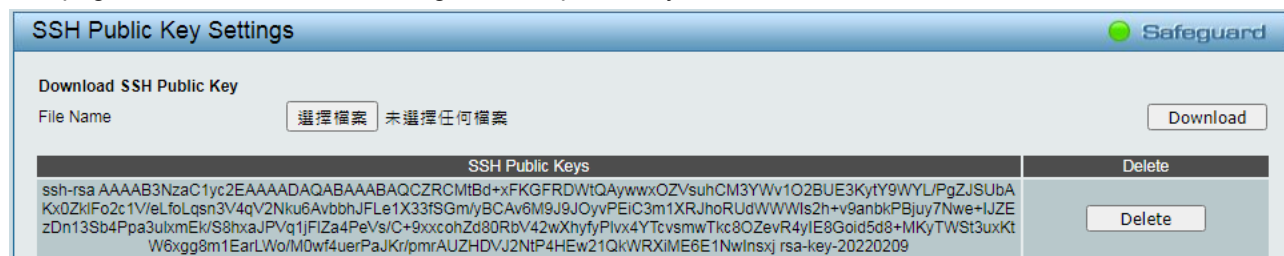 SSH Public Key Settings
Safeguard
Download SSH Public Key
File Name 選擇檔案 未選擇任何檔案 Download
SSH Public Keys Delete
ssh-rsa AAAAB3NzaC1yc2EAAAADAQABAAABAQCZRCMtBd+xFKGFRDWtQAywwxOZVsuhCM3YWv1O2BUE3KytY9WYL/PgZJSUbA
Kx0ZkIFo2c1V/eLfoLqsn3V4qV2Nku6AvbbhJFLe1X33fSGm/yBCAv6M9J9JOyvPEiC3m1XRJhoRUdWWWIs2h+v9anbkPBjuy7Nwe+IJZE
zDn13Sb4Ppa3ulxmEk/S8hxaJPVq1jFIZa4PeVs/C+9xxcohZd80RbV42wXhyfyPIvx4YTcvsmwTkc8OZevR4yIE8Goid5d8+MKyTWSt3uxKt
W6xgg8m1EarLWo/M0wf4uerPaJKr/pmrAUZHDVJ2NtP4HEw21QkWRXiME6E1NwInsxj rsa-key-20220209
Delete